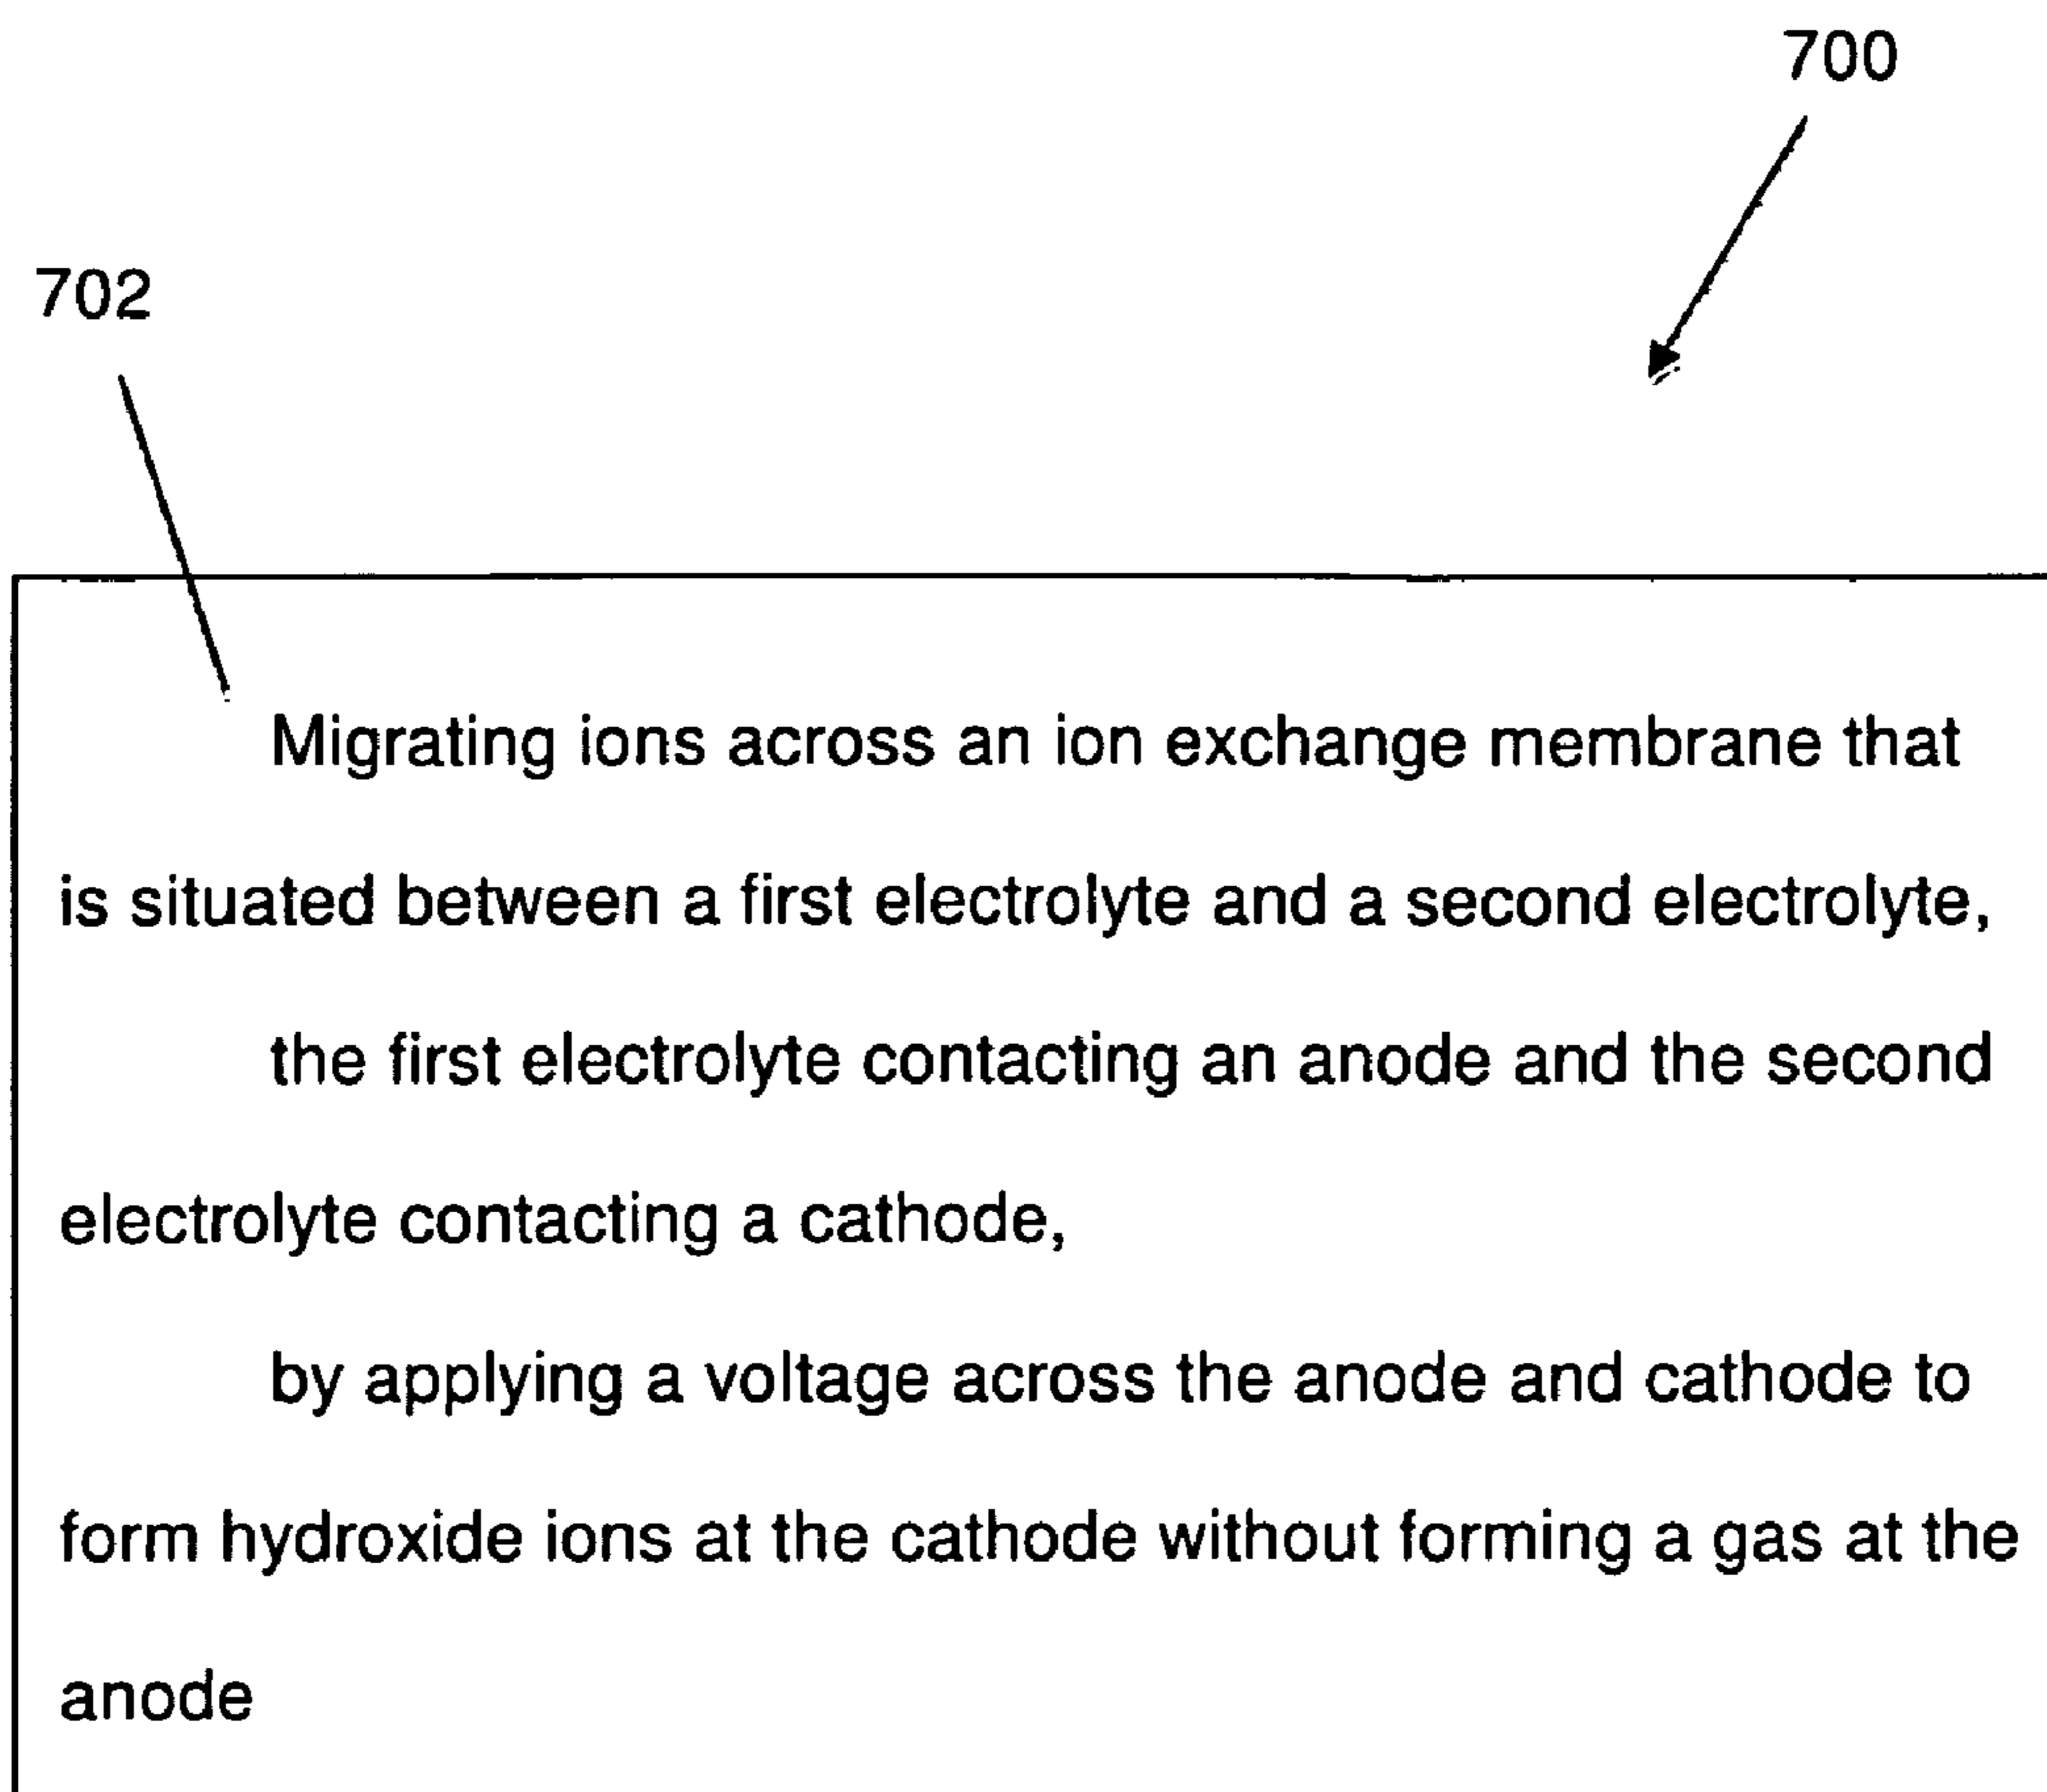 700
702
Migrating ions across an ion exchange membrane that
is situated between a first electrolyte and a second electrolyte,
the first electrolyte contacting an anode and the second
electrolyte contacting a cathode,
by applying a voltage across the anode and cathode to
form hydroxide ions at the cathode without forming a gas at the
anode